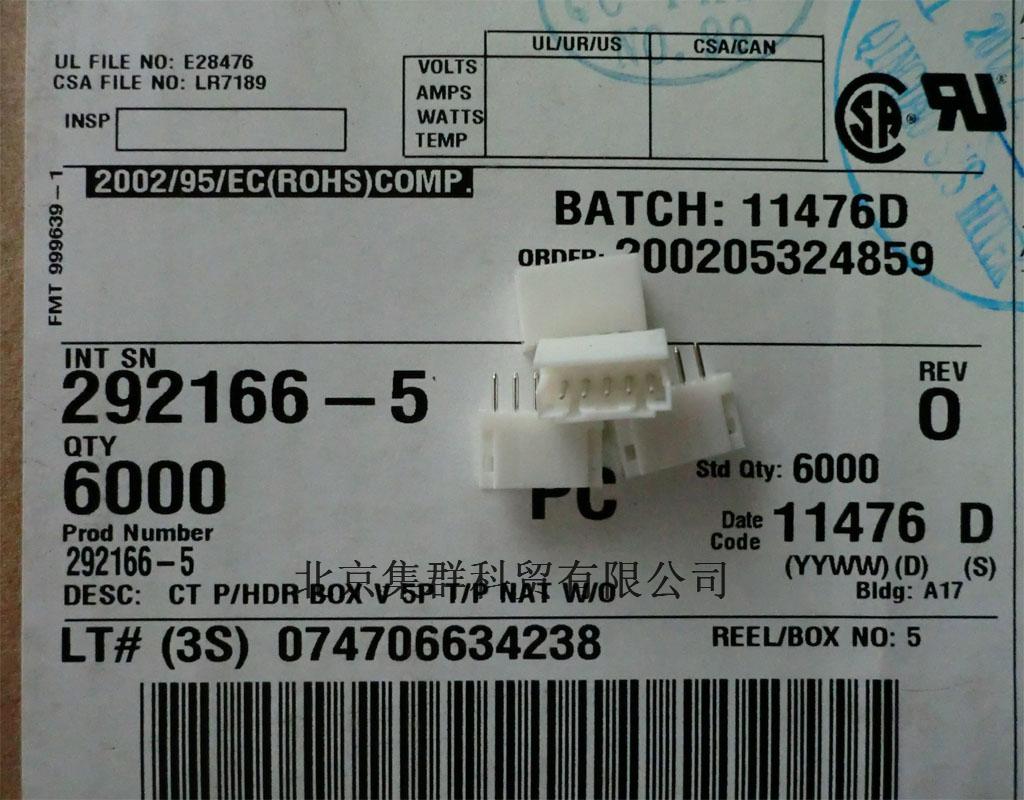 UL FILE NO: E28476
CSA FILE NO: LR7189
INSP
UL/UR/US CSA/CAN
VOLTS
AMPS
WATTS
TEMP
NO. 99
2002/95/EC(ROHS)COMP.
FMT 999639-1
BATCH: 11476D
ORDER: 200205324859
INT SN
292166-5
REV
0
QTY
6000
PC
Std Qty: 6000
Prod Number
292166-5
Date Code 11476 D
(YYWW)(D) (S)
北京集群科贸有限公司
DESC: CT P/HDR BOX V 5P T/P NAT W/O
Bldg: A17
LT# (3S) 074706634238
REEL/BOX NO: 5